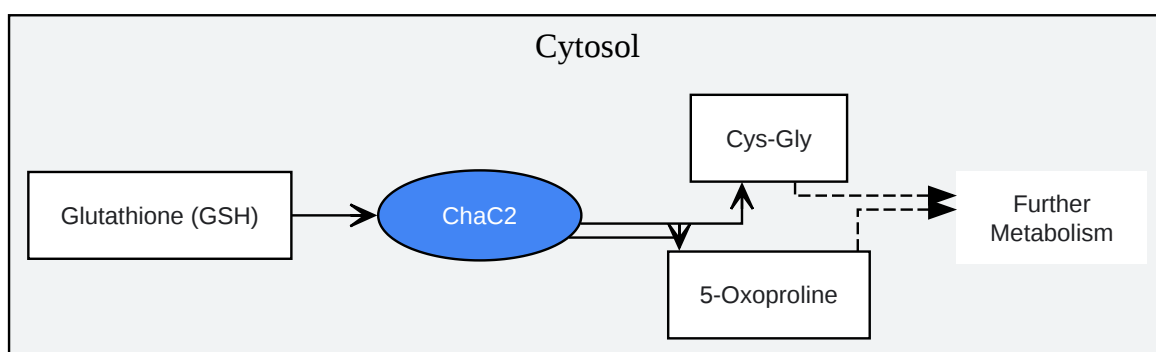 Cytosol
Cys-Gly
Glutathione (GSH)
ChaC2
Further
Metabolism
5-Oxoproline